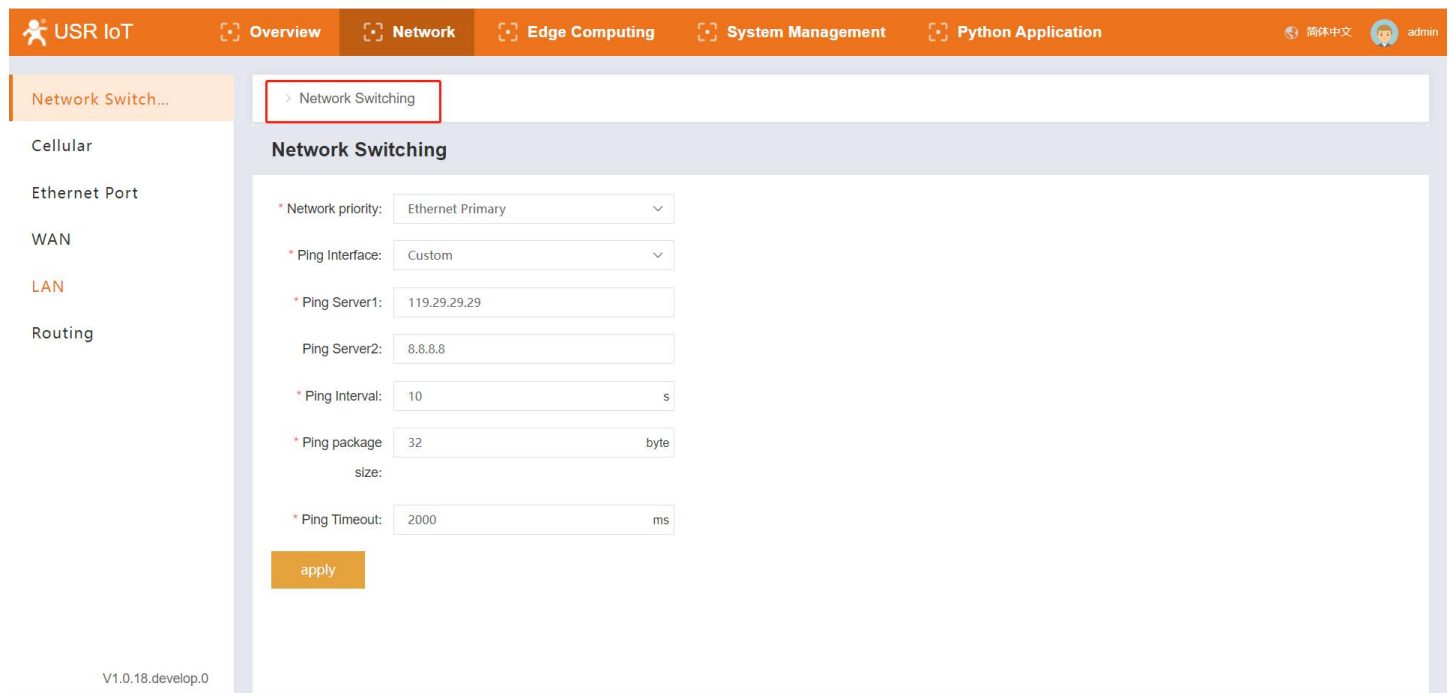 USR IoT Overview Network Edge Computing System Management Python Application 简体中文 admin
Network Switch...
Cellular
Ethernet Port
WAN
LAN
Routing
V1.0.18.develop.0
> Network Switching
Network Switching
* Network priority: Ethernet Primary
* Ping Interface: Custom
* Ping Server1: 119.29.29.29
Ping Server2: 8.8.8.8
* Ping Interval: 10 s
* Ping package 32 byte
size:
* Ping Timeout: 2000 ms
apply